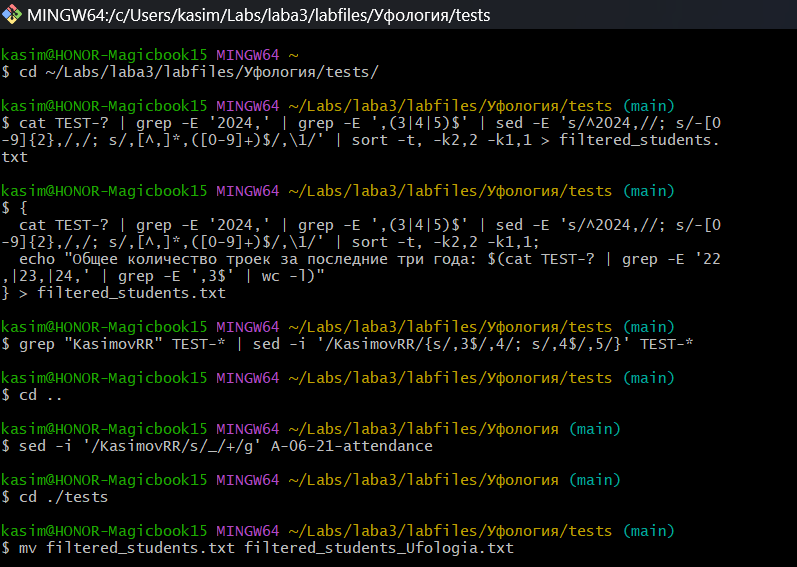 MINGW64:/c/Users/kasim/Labs/laba3/labfiles/Уфология/tests
kasim@HONOR-Magicbook15 MINGW64 ~
$ cd ~/Labs/laba3/labfiles/Уфология/tests/
kasim@HONOR-Magicbook15 MINGW64 ~/Labs/laba3/labfiles/Уфология/tests (main)
$ cat TEST-? | grep -E '2024,' | grep -E ',(3|4|5)$' | sed -E 's/^2024,//; s/-[0
-9]{2},/,/; s/,[^,]*,([0-9]+)$/,\1/' | sort -t, -k2,2 -k1,1 > filtered_students.
txt
kasim@HONOR-Magicbook15 MINGW64 ~/Labs/laba3/labfiles/Уфология/tests (main)
$ {
  cat TEST-? | grep -E '2024,' | grep -E ',(3|4|5)$' | sed -E 's/^2024,//; s/-[0
-9]{2},/,/; s/,[^,]*,([0-9]+)$/,\1/' | sort -t, -k2,2 -k1,1;
  echo "Общее количество троек за последние три года: $(cat TEST-? | grep -E '22
,|23,|24,' | grep -E ',3$' | wc -l)"
} > filtered_students.txt
kasim@HONOR-Magicbook15 MINGW64 ~/Labs/laba3/labfiles/Уфология/tests (main)
$ grep "KasimovRR" TEST-* | sed -i '/KasimovRR/{s/,3$/,4/; s/,4$/,5/}' TEST-*
kasim@HONOR-Magicbook15 MINGW64 ~/Labs/laba3/labfiles/Уфология/tests (main)
$ cd ..
kasim@HONOR-Magicbook15 MINGW64 ~/Labs/laba3/labfiles/Уфология (main)
$ sed -i '/KasimovRR/s/_/+/g' A-06-21-attendance
kasim@HONOR-Magicbook15 MINGW64 ~/Labs/laba3/labfiles/Уфология (main)
$ cd ./tests
kasim@HONOR-Magicbook15 MINGW64 ~/Labs/laba3/labfiles/Уфология/tests (main)
$ mv filtered_students.txt filtered_students_Ufologia.txt